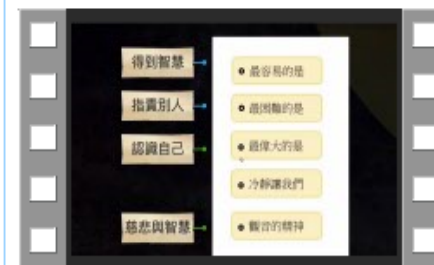 得到智慧
指責別人
認識自己
慈悲與智慧
最容易的是
最困難的是
最偉大的是
冷靜讓我們
觀音的精神